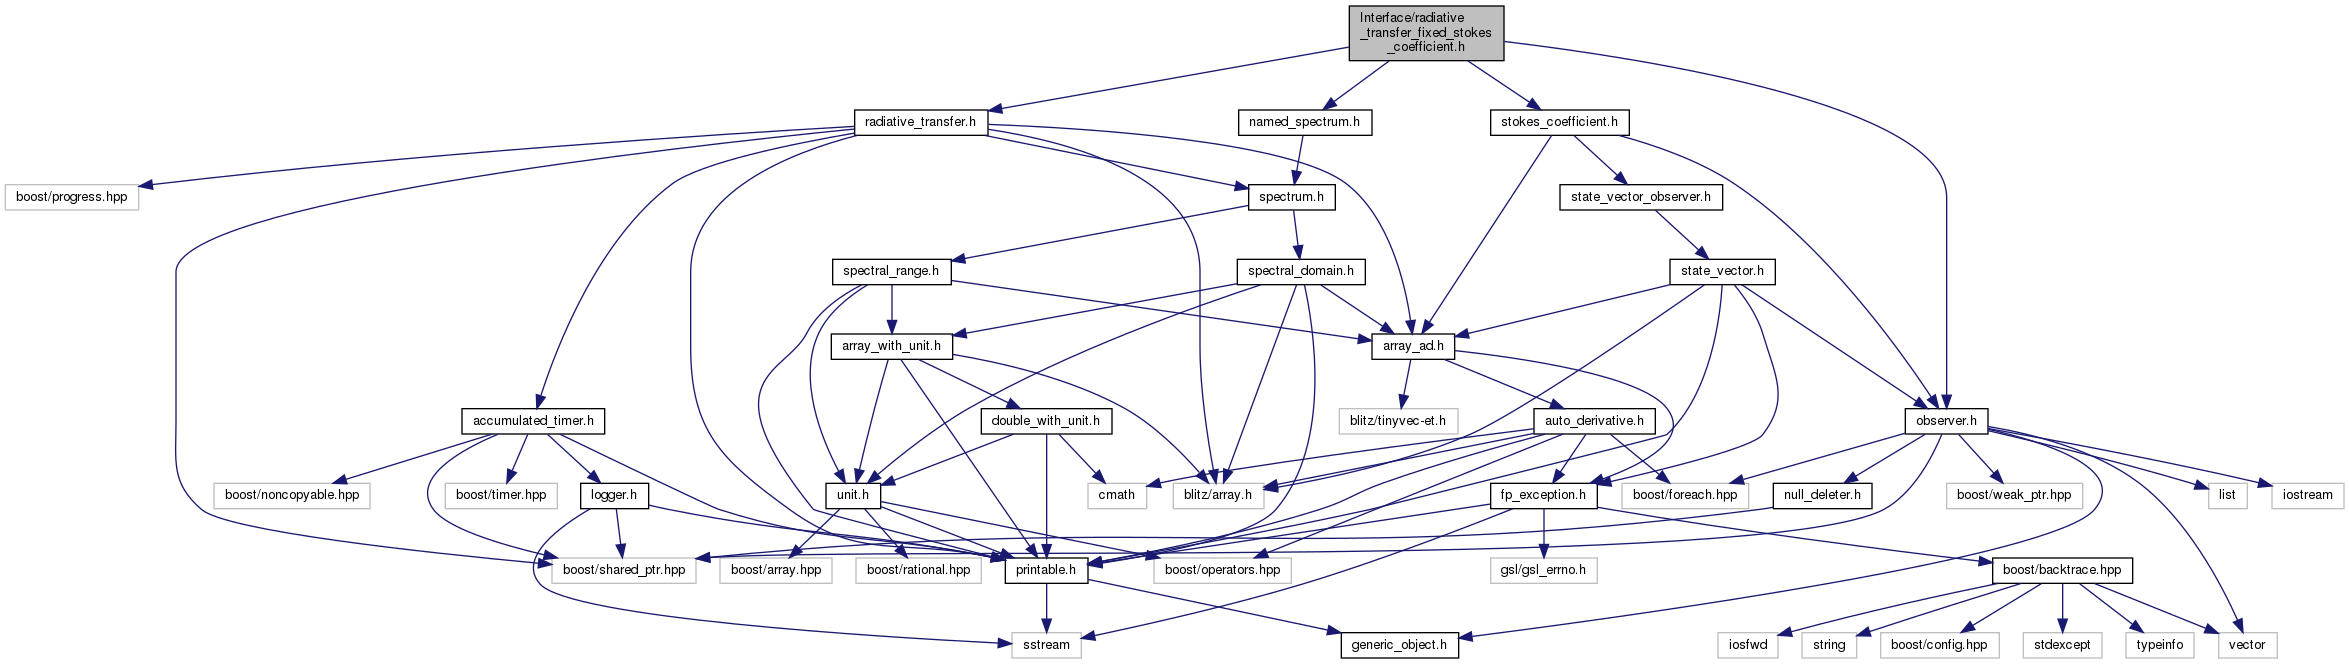 Interface/radiative
_transfer_fixed_stokes
_coefficient.h
radiative_transfer.h
named_spectrum.h
stokes_coefficient.h
boost/progress.hpp
spectrum.h
state_vector_observer.h
spectral_range.h
spectral_domain.h
state_vector.h
array_with_unit.h
array_ad.h
accumulated_timer.h
double_with_unit.h
blitz/tinyvec-et.h
auto_derivative.h
observer.h
boost/noncopyable.hpp
boost/timer.hpp
logger.h
unit.h
cmath
blitz/array.h
fp_exception.h
boost/foreach.hpp
null_deleter.h
boost/weak_ptr.hpp
list
iostream
boost/shared_ptr.hpp
boost/array.hpp
boost/rational.hpp
printable.h
boost/operators.hpp
gsl/gsl_errno.h
boost/backtrace.hpp
sstream
generic_object.h
iosfwd
string
boost/config.hpp
stdexcept
typeinfo
vector